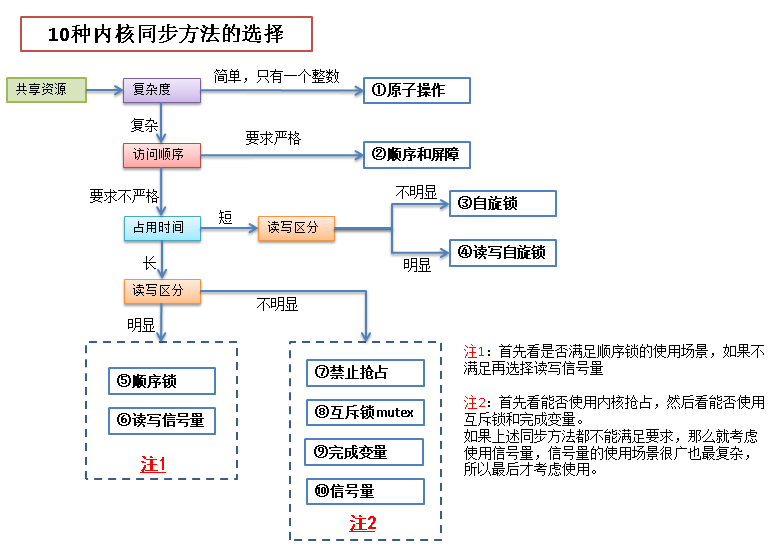 10种内核同步方法的选择
简单，只有一个整数
共享资源
复杂度
①原子操作
复杂
要求严格
访问顺序
②顺序和屏障
要求不严格
不明显
③自旋锁
短
占用时间
读写区分
④读写自旋锁
明显
长
读写区分
不明显
明显
⑤顺序锁
⑥读写信号量
注1
⑦禁止抢占
⑧互斥锁mutex
⑨完成变量
⑩信号量
注2
注1：首先看是否满足顺序锁的使用场景，如果不
满足再选择读写信号量
注2：首先看能否使用内核抢占，然后看能否使用
互斥锁和完成变量。
如果上述同步方法都不能满足要求，那么就考虑
使用信号量，信号量的使用场景很广也最复杂，
所以最后才考虑使用。